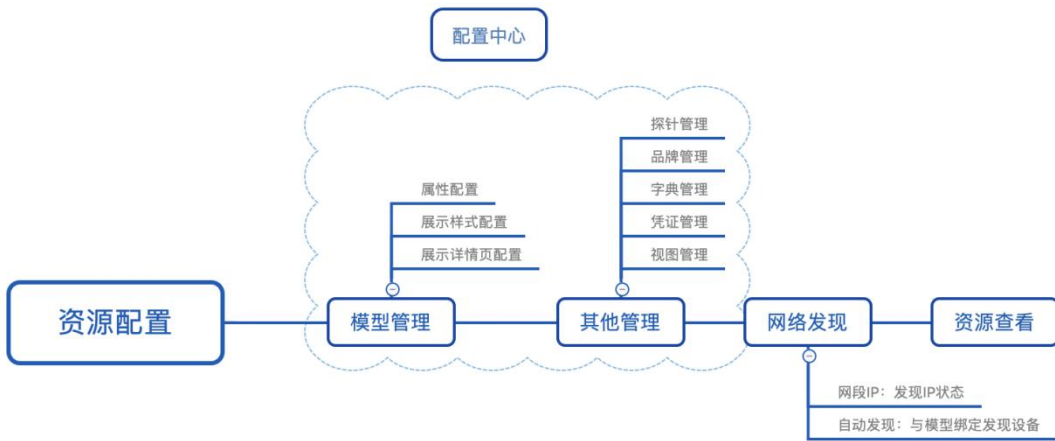 配置中心
探针管理
品牌管理
字典管理
凭证管理
视图管理
属性配置
展示样式配置
展示详情页配置
资源配置
模型管理
其他管理
网络发现
资源查看
网段IP：发现IP状态
自动发现：与模型绑定发现设备